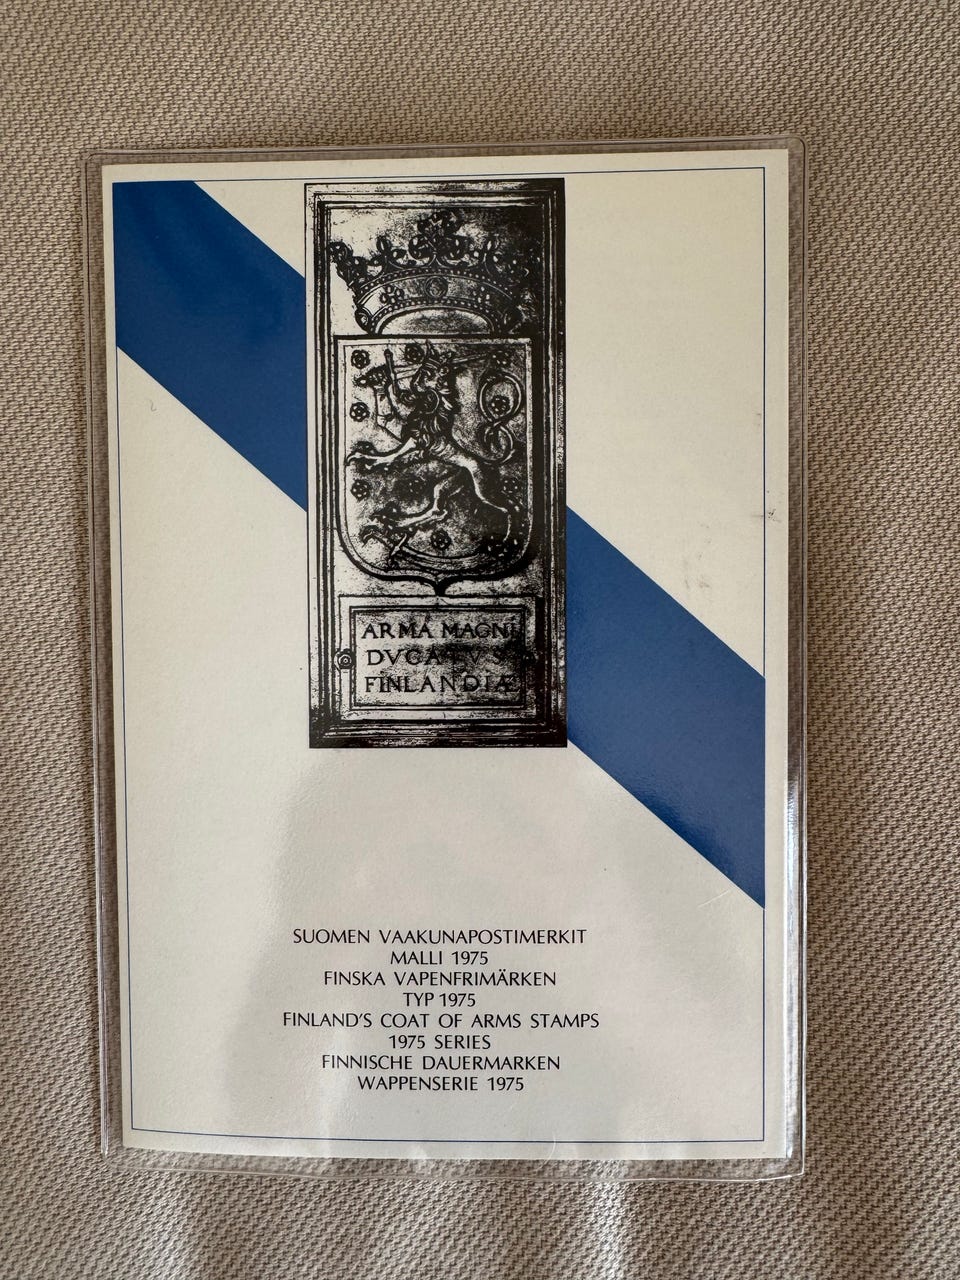 ARMA MAGNI
DVCATVS
FINLANDIÆ
SUOMEN VAAKUNAPOSTIMERKIT
MALLI 1975
FINSKA VAPENFRIMÄRKEN
TYP 1975
FINLAND'S COAT OF ARMS STAMPS
1975 SERIES
FINNISCHE DAUERMARKEN
WAPPENSERIE 1975